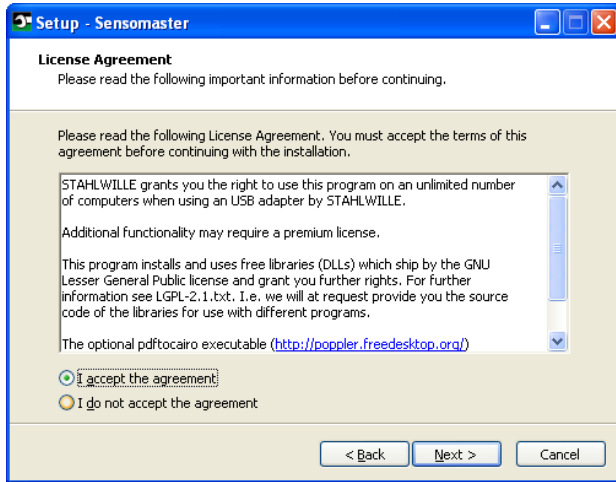 Setup - Sensomaster
License Agreement
Please read the following important information before continuing.
Please read the following License Agreement. You must accept the terms of this
agreement before continuing with the installation.
STAHLWILLE grants you the right to use this program on an unlimited number
of computers when using an USB adapter by STAHLWILLE.
Additional functionality may require a premium license.
This program installs and uses free libraries (DLLs) which ship by the GNU
Lesser General Public license and grant you further rights. For further
information see LGPL-2.1.txt. I.e. we will at request provide you the source
code of the libraries for use with different programs.
The optional pdftocairo executable (http://poppler.freedesktop.org/)
I accept the agreement
I do not accept the agreement
< Back Next > Cancel